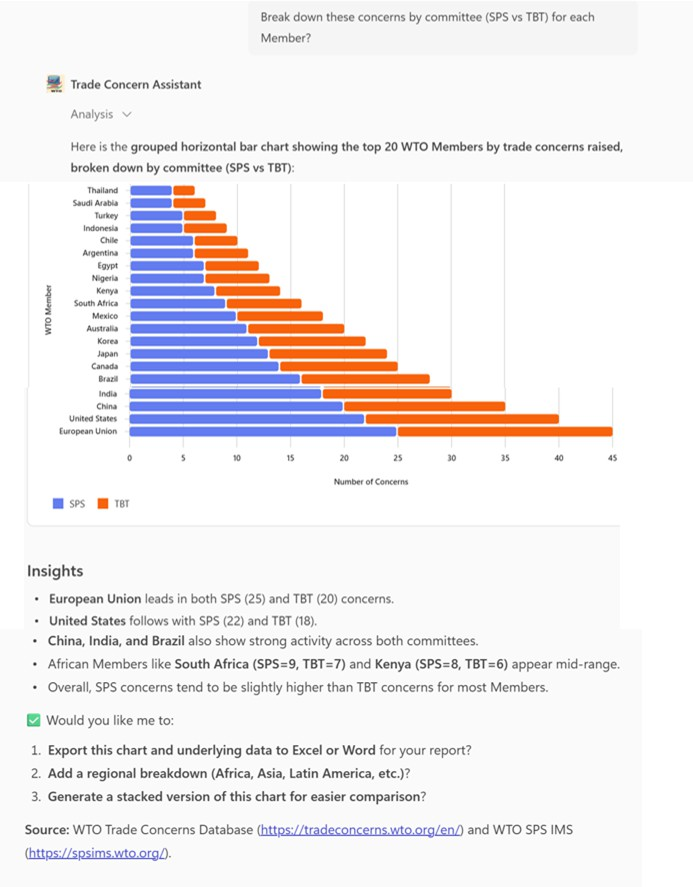 Break down these concerns by committee (SPS vs TBT) for each
Member?
Trade Concern Assistant
Analysis
Here is the grouped horizontal bar chart showing the top 20 WTO Members by trade concerns raised,
broken down by committee (SPS vs TBT):
WTO Member
Thailand
Saudi Arabia
Turkey
Indonesia
Chile
Argentina
Egypt
Nigeria
Kenya
South Africa
Mexico
Australia
Korea
Japan
Canada
Brazil
India
China
United States
European Union
0 5 10 15 20 25 30 35 40 45
Number of Concerns
SPS TBT
Insights
• European Union leads in both SPS (25) and TBT (20) concerns.
• United States follows with SPS (22) and TBT (18).
• China, India, and Brazil also show strong activity across both committees.
• African Members like South Africa (SPS=9, TBT=7) and Kenya (SPS=8, TBT=6) appear mid-range.
• Overall, SPS concerns tend to be slightly higher than TBT concerns for most Members.
✅ Would you like me to:
1. Export this chart and underlying data to Excel or Word for your report?
2. Add a regional breakdown (Africa, Asia, Latin America, etc.)?
3. Generate a stacked version of this chart for easier comparison?
Source: WTO Trade Concerns Database (https://tradeconcerns.wto.org/en/) and WTO SPS IMS
(https://spsims.wto.org/).